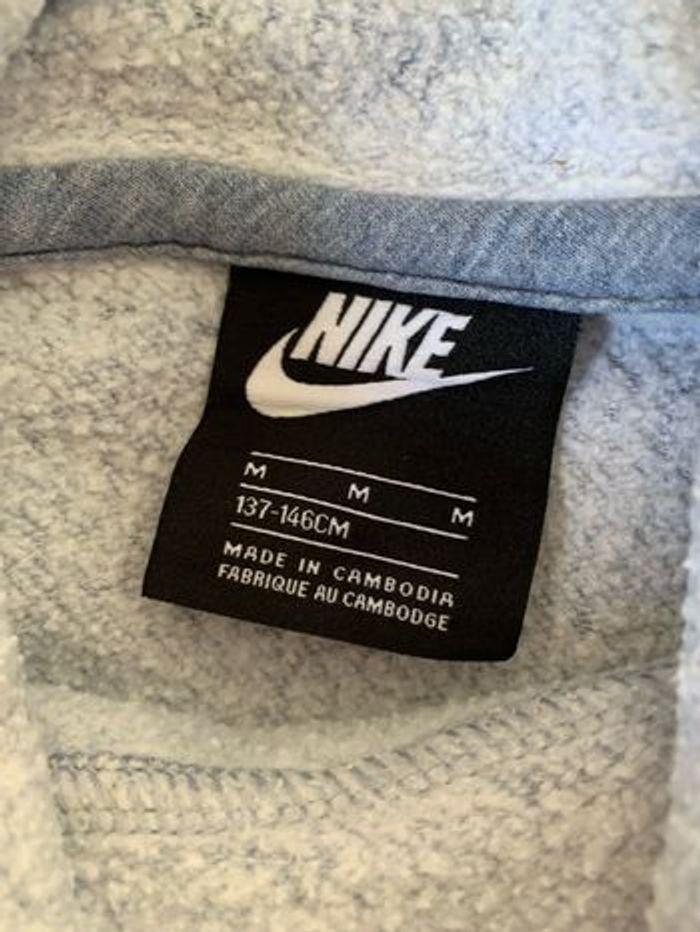 NIKE
M M M
137-146CM
MADE IN CAMBODIA
FABRIQUE AU CAMBODGE